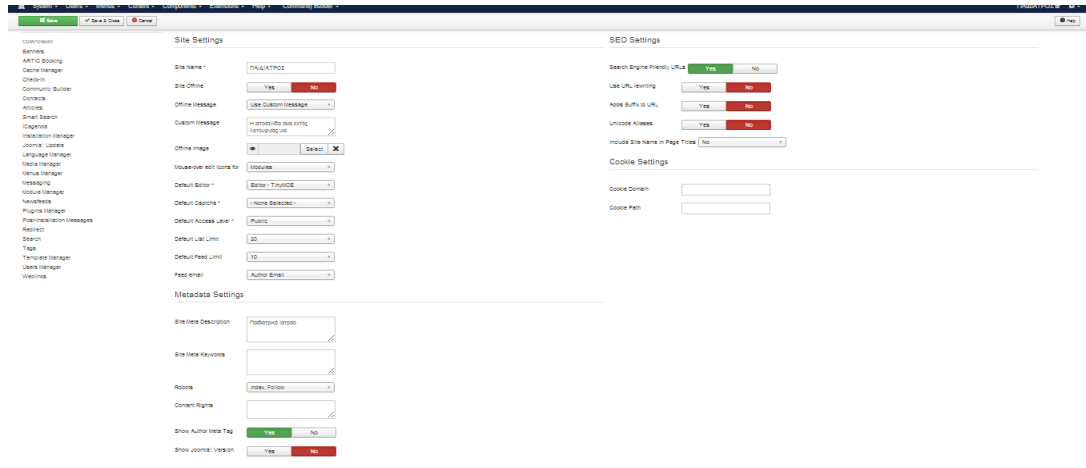 System Users Menus Content Components Extensions Help Community Builder ΠΑΙΔΙΑΤΡΟΣ
Save Save & Close Cancel Help
COMPONENT
Banners
ARTIO Booking
Cache Manager
Check-in
Community Builder
Contacts
Articles
Smart Search
iCagenda
Installation Manager
Joomla! Update
Language Manager
Media Manager
Menus Manager
Messaging
Module Manager
Newsfeeds
Plugins Manager
Post-installation Messages
Redirect
Search
Tags
Template Manager
Users Manager
Weblinks
Site Settings
Site Name * ΠΑΙΔΙΑΤΡΟΣ
Site Offline Yes No
Offline Message Use Custom Message
Custom Message Η ιστοσελίδα είναι εκτός
λειτουργίας για
Offline Image Select
Mouse-over edit icons for Modules
Default Editor * Editor - TinyMCE
Default Captcha * - None Selected -
Default Access Level * Public
Default List Limit 20
Default Feed Limit 10
Feed email Author Email
Metadata Settings
Site Meta Description Παιδιατρικό Ιατρείο
Site Meta Keywords
Robots Index, Follow
Content Rights
Show Author Meta Tag Yes No
Show Joomla! Version Yes No
SEO Settings
Search Engine Friendly URLs Yes No
Use URL rewriting Yes No
Adds Suffix to URL Yes No
Unicode Aliases Yes No
Include Site Name in Page Titles No
Cookie Settings
Cookie Domain
Cookie Path